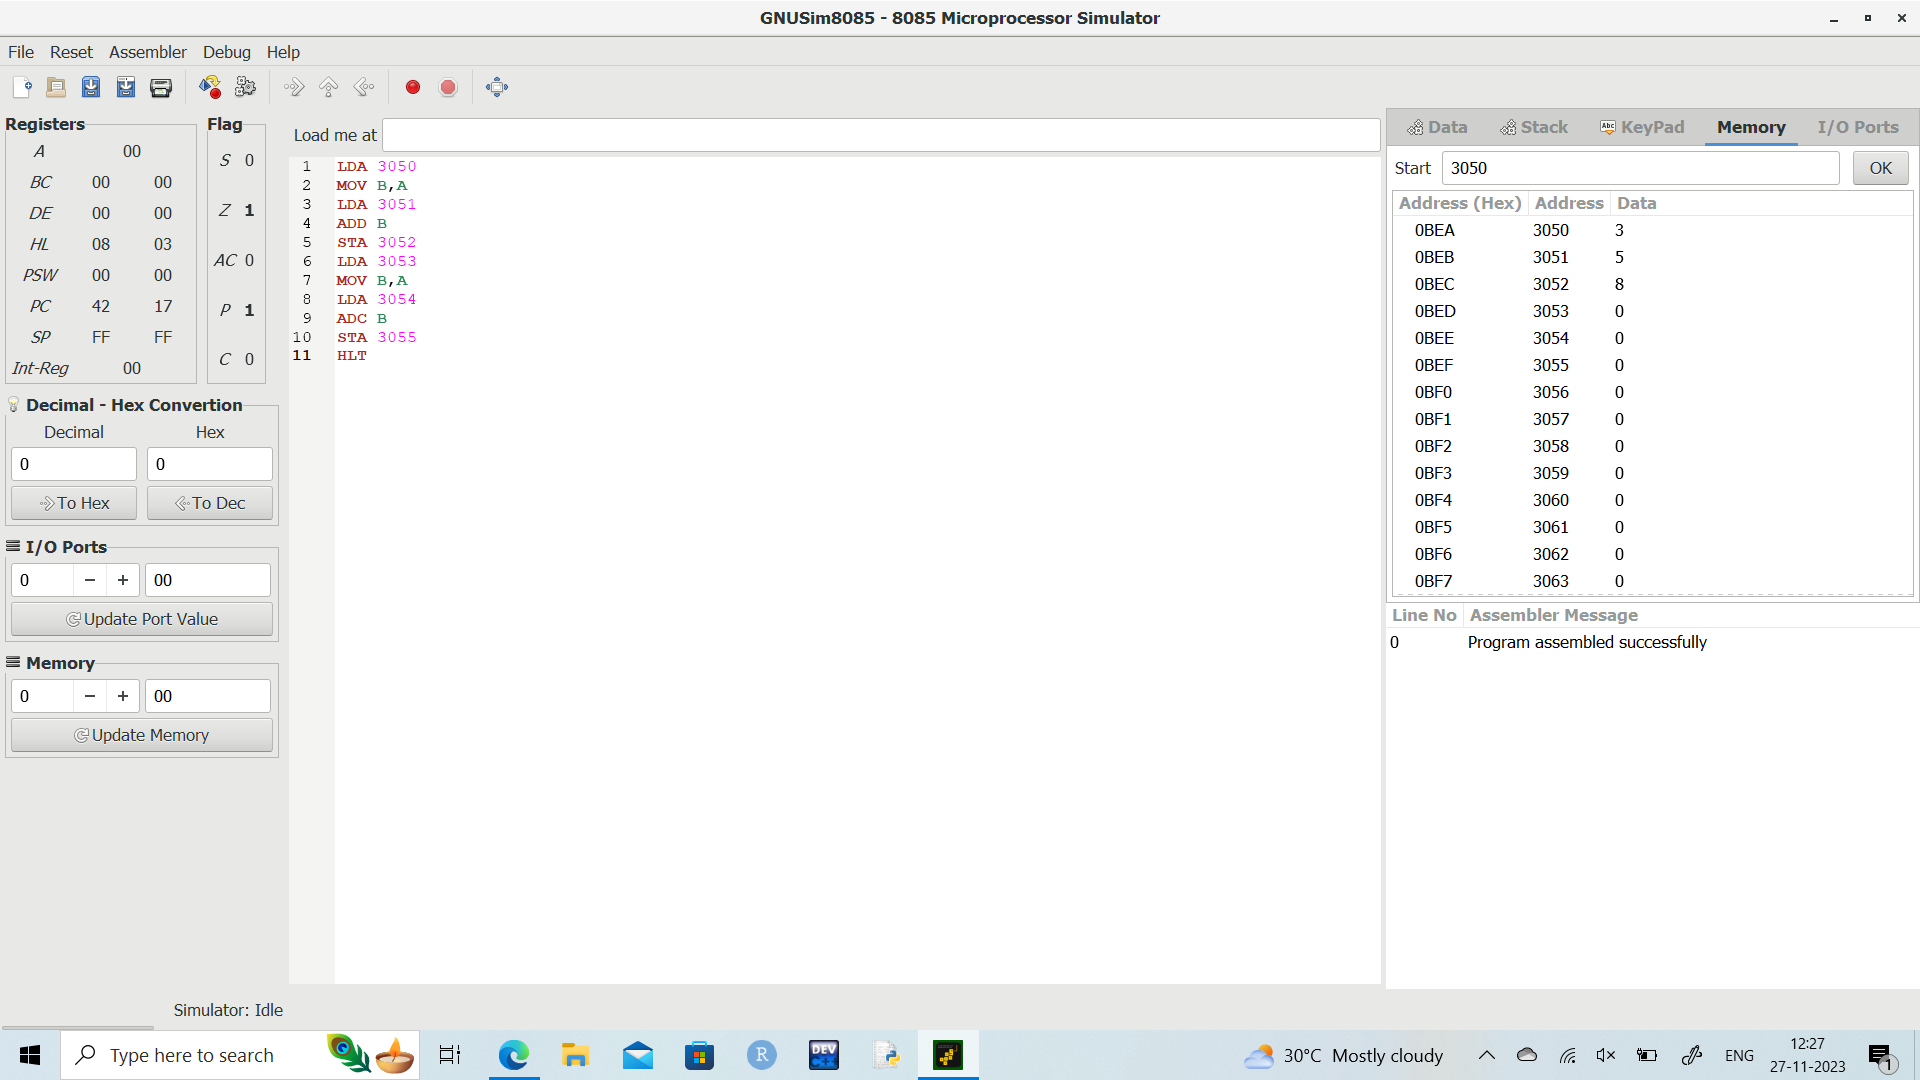 GNUSim8085 - 8085 Microprocessor Simulator
File Reset Assembler Debug Help
Registers
A 00
BC 00 00
DE 00 00
HL 08 03
PSW 00 00
PC 42 17
SP FF FF
Int-Reg 00
Flag
S 0
Z 1
AC 0
P 1
C 0
Decimal - Hex Convertion
Decimal Hex
0 0
To Hex To Dec
I/O Ports
0 − + 00
Update Port Value
Memory
0 − + 00
Update Memory
Load me at
1 LDA 3050
2 MOV B,A
3 LDA 3051
4 ADD B
5 STA 3052
6 LDA 3053
7 MOV B,A
8 LDA 3054
9 ADC B
10 STA 3055
11 HLT
Data Stack Abc KeyPad Memory I/O Ports
Start 3050 OK
Address (Hex) Address Data
0BEA 3050 3
0BEB 3051 5
0BEC 3052 8
0BED 3053 0
0BEE 3054 0
0BEF 3055 0
0BF0 3056 0
0BF1 3057 0
0BF2 3058 0
0BF3 3059 0
0BF4 3060 0
0BF5 3061 0
0BF6 3062 0
0BF7 3063 0
Line No Assembler Message
0 Program assembled successfully
Simulator: Idle
Type here to search
R
DEV
C++
30°C Mostly cloudy
ENG
12:27
27-11-2023
1